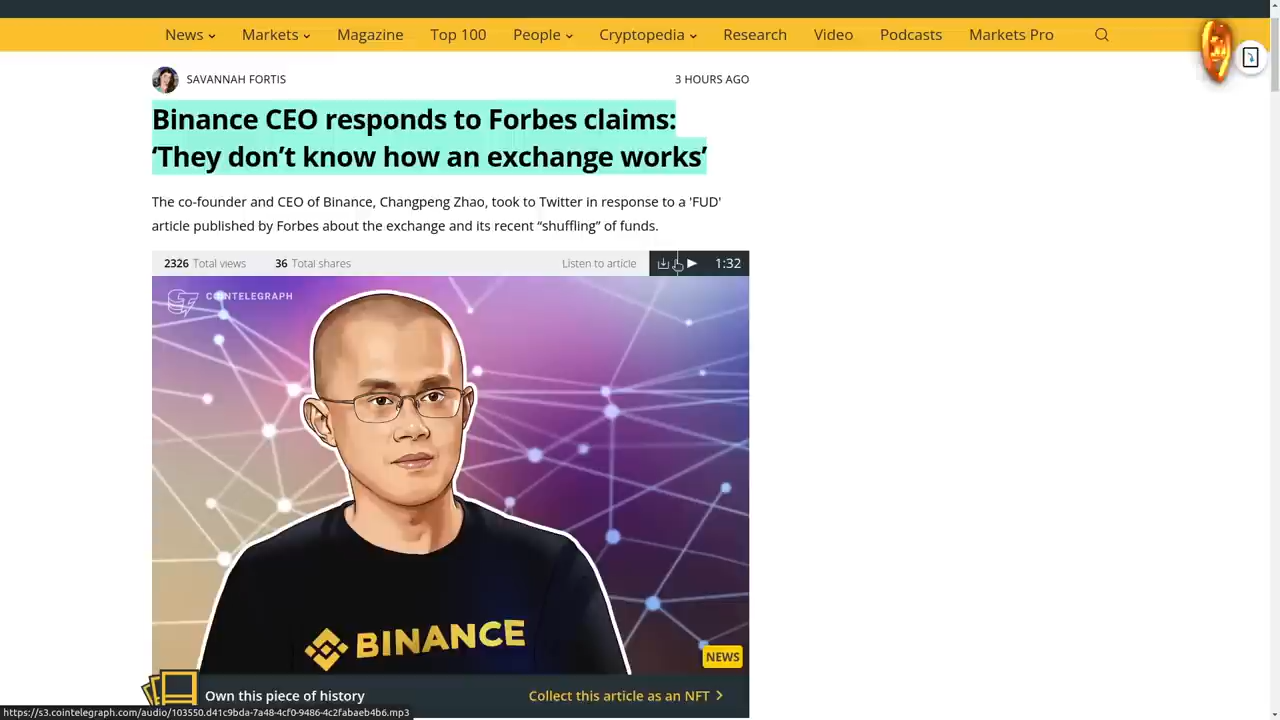 News Markets Magazine Top 100 People Cryptopedia Research Video Podcasts Markets Pro
SAVANNAH FORTIS 3 HOURS AGO
Binance CEO responds to Forbes claims:
‘They don’t know how an exchange works’
The co-founder and CEO of Binance, Changpeng Zhao, took to Twitter in response to a 'FUD'
article published by Forbes about the exchange and its recent “shuffling” of funds.
2326 Total views 36 Total shares Listen to article 1:32
COINTELEGRAPH
BINANCE
NEWS
Own this piece of history Collect this article as an NFT
https://s3.cointelegraph.com/audio/103550.d41c9bda-7a48-4cf0-9486-4c2fabaeb4b6.mp3